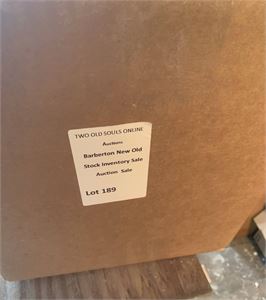 TWO OLD SOULS ONLINE
Auctions
Barberton New Old
Stock Inventory Sale
Auction Sale
Lot 189